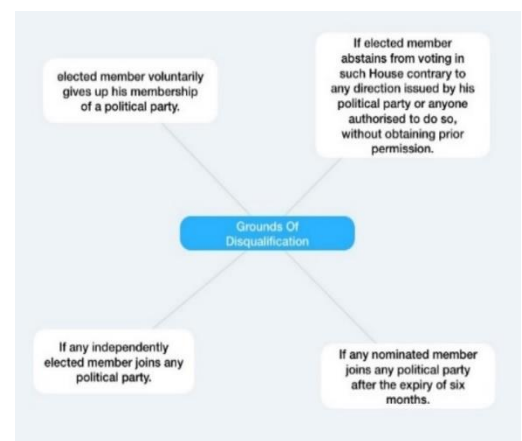 elected member voluntarily
gives up his membership
of a political party.
If elected member
abstains from voting in
such House contrary to
any direction issued by his
political party or anyone
authorised to do so,
without obtaining prior
permission.
Grounds Of
Disqualification
If any independently
elected member joins any
political party.
If any nominated member
joins any political party
after the expiry of six
months.